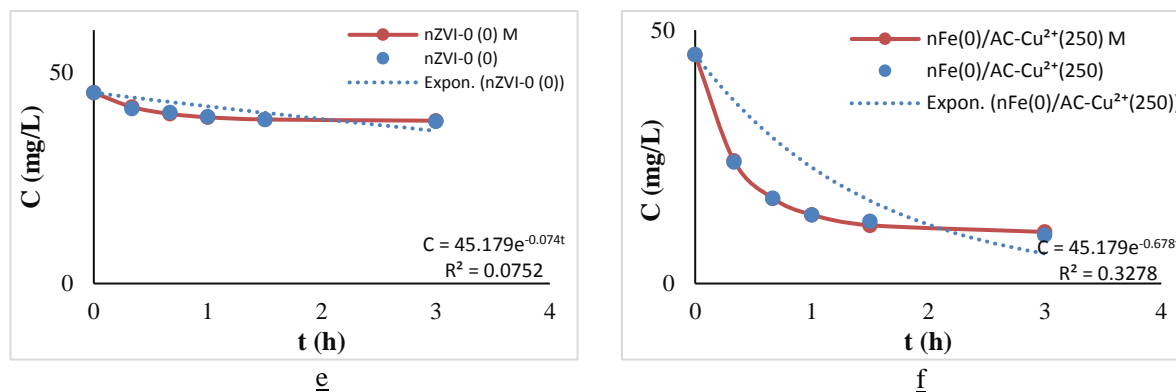 nZVI-0 (0) M
nZVI-0 (0)
Expon. (nZVI-0 (0))
50
0
C (mg/L)
C = 45.179e⁻⁰·⁰⁷⁴ᵗ
R² = 0.0752
0 1 2 3 4
t (h)
e
nFe(0)/AC-Cu²⁺(250) M
nFe(0)/AC-Cu²⁺(250)
Expon. (nFe(0)/AC-Cu²⁺(250))
50
0
C (mg/L)
C = 45.179e⁻⁰·⁶⁷⁸ᵗ
R² = 0.3278
0 1 2 3 4
t (h)
f